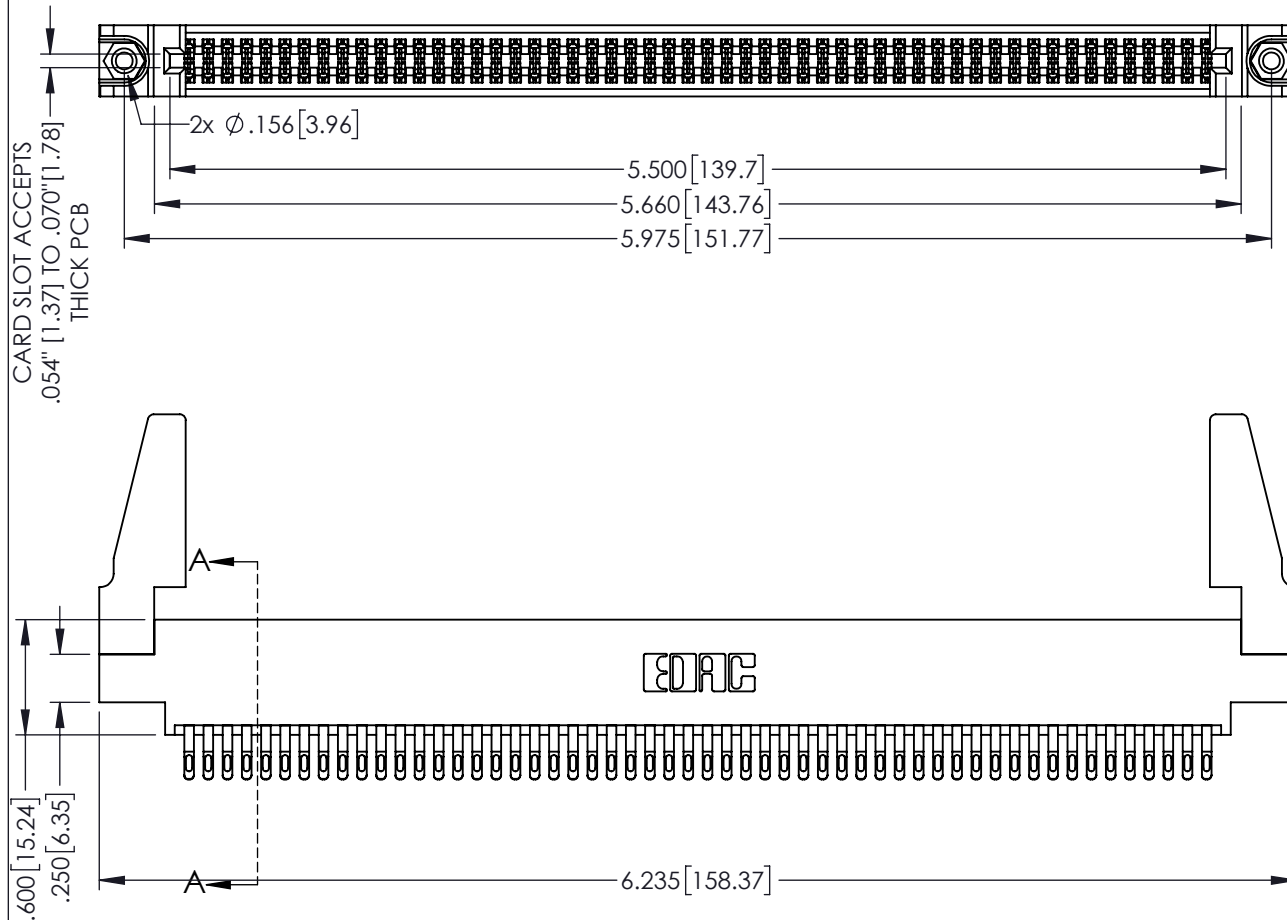 2x Ø .156[3.96]
5.500[139.7]
5.660[143.76]
5.975[151.77]
CARD SLOT ACCEPTS
.054" [1.37] TO .070"[1.78]
THICK PCB
A
EDAC
.600[15.24]
.250[6.35]
A
6.235[158.37]